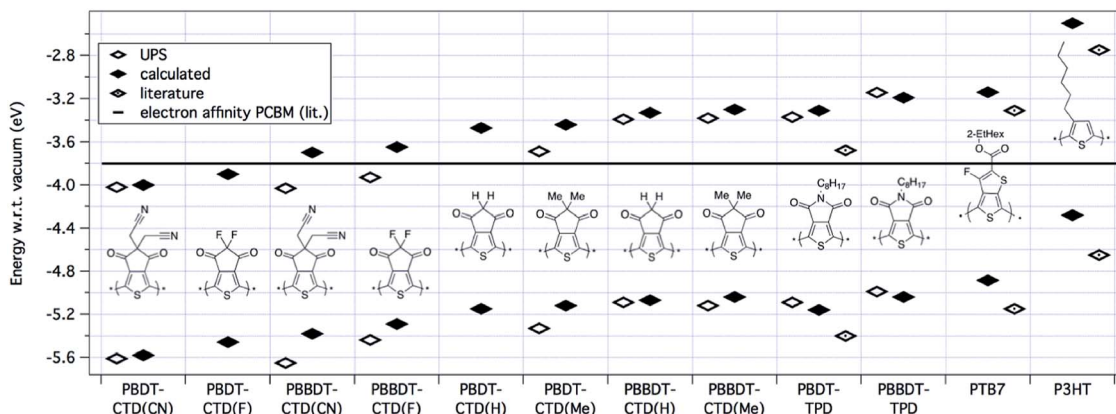 Energy w.r.t. vacuum (eV)
-2.8
-3.2
-3.6
-4.0
-4.4
-4.8
-5.2
-5.6
UPS
calculated
literature
electron affinity PCBM (lit.)
N
N
O
O
S
F F
O
O
S
N
N
O
O
S
F F
O
O
S
H H
O
O
S
Me Me
O
O
S
H H
O
O
S
Me Me
O
O
S
C8H17
N
O
O
S
C8H17
N
O
O
S
2-EtHex
O
O
F
S
S
S
PBDT-
CTD(CN)
PBDT-
CTD(F)
PBBDT-
CTD(CN)
PBBDT-
CTD(F)
PBDT-
CTD(H)
PBDT-
CTD(Me)
PBBDT-
CTD(H)
PBBDT-
CTD(Me)
PBDT-
TPD
PBBDT-
TPD
PTB7
P3HT